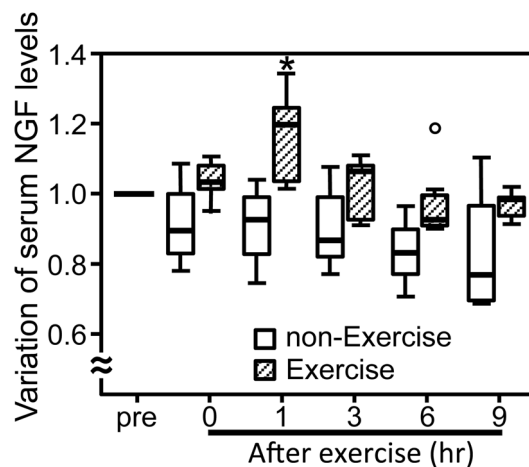 Variation of serum NGF levels
1.4
1.2
1.0
0.8
0.6
*
non-Exercise
Exercise
pre 0 1 3 6 9
After exercise (hr)